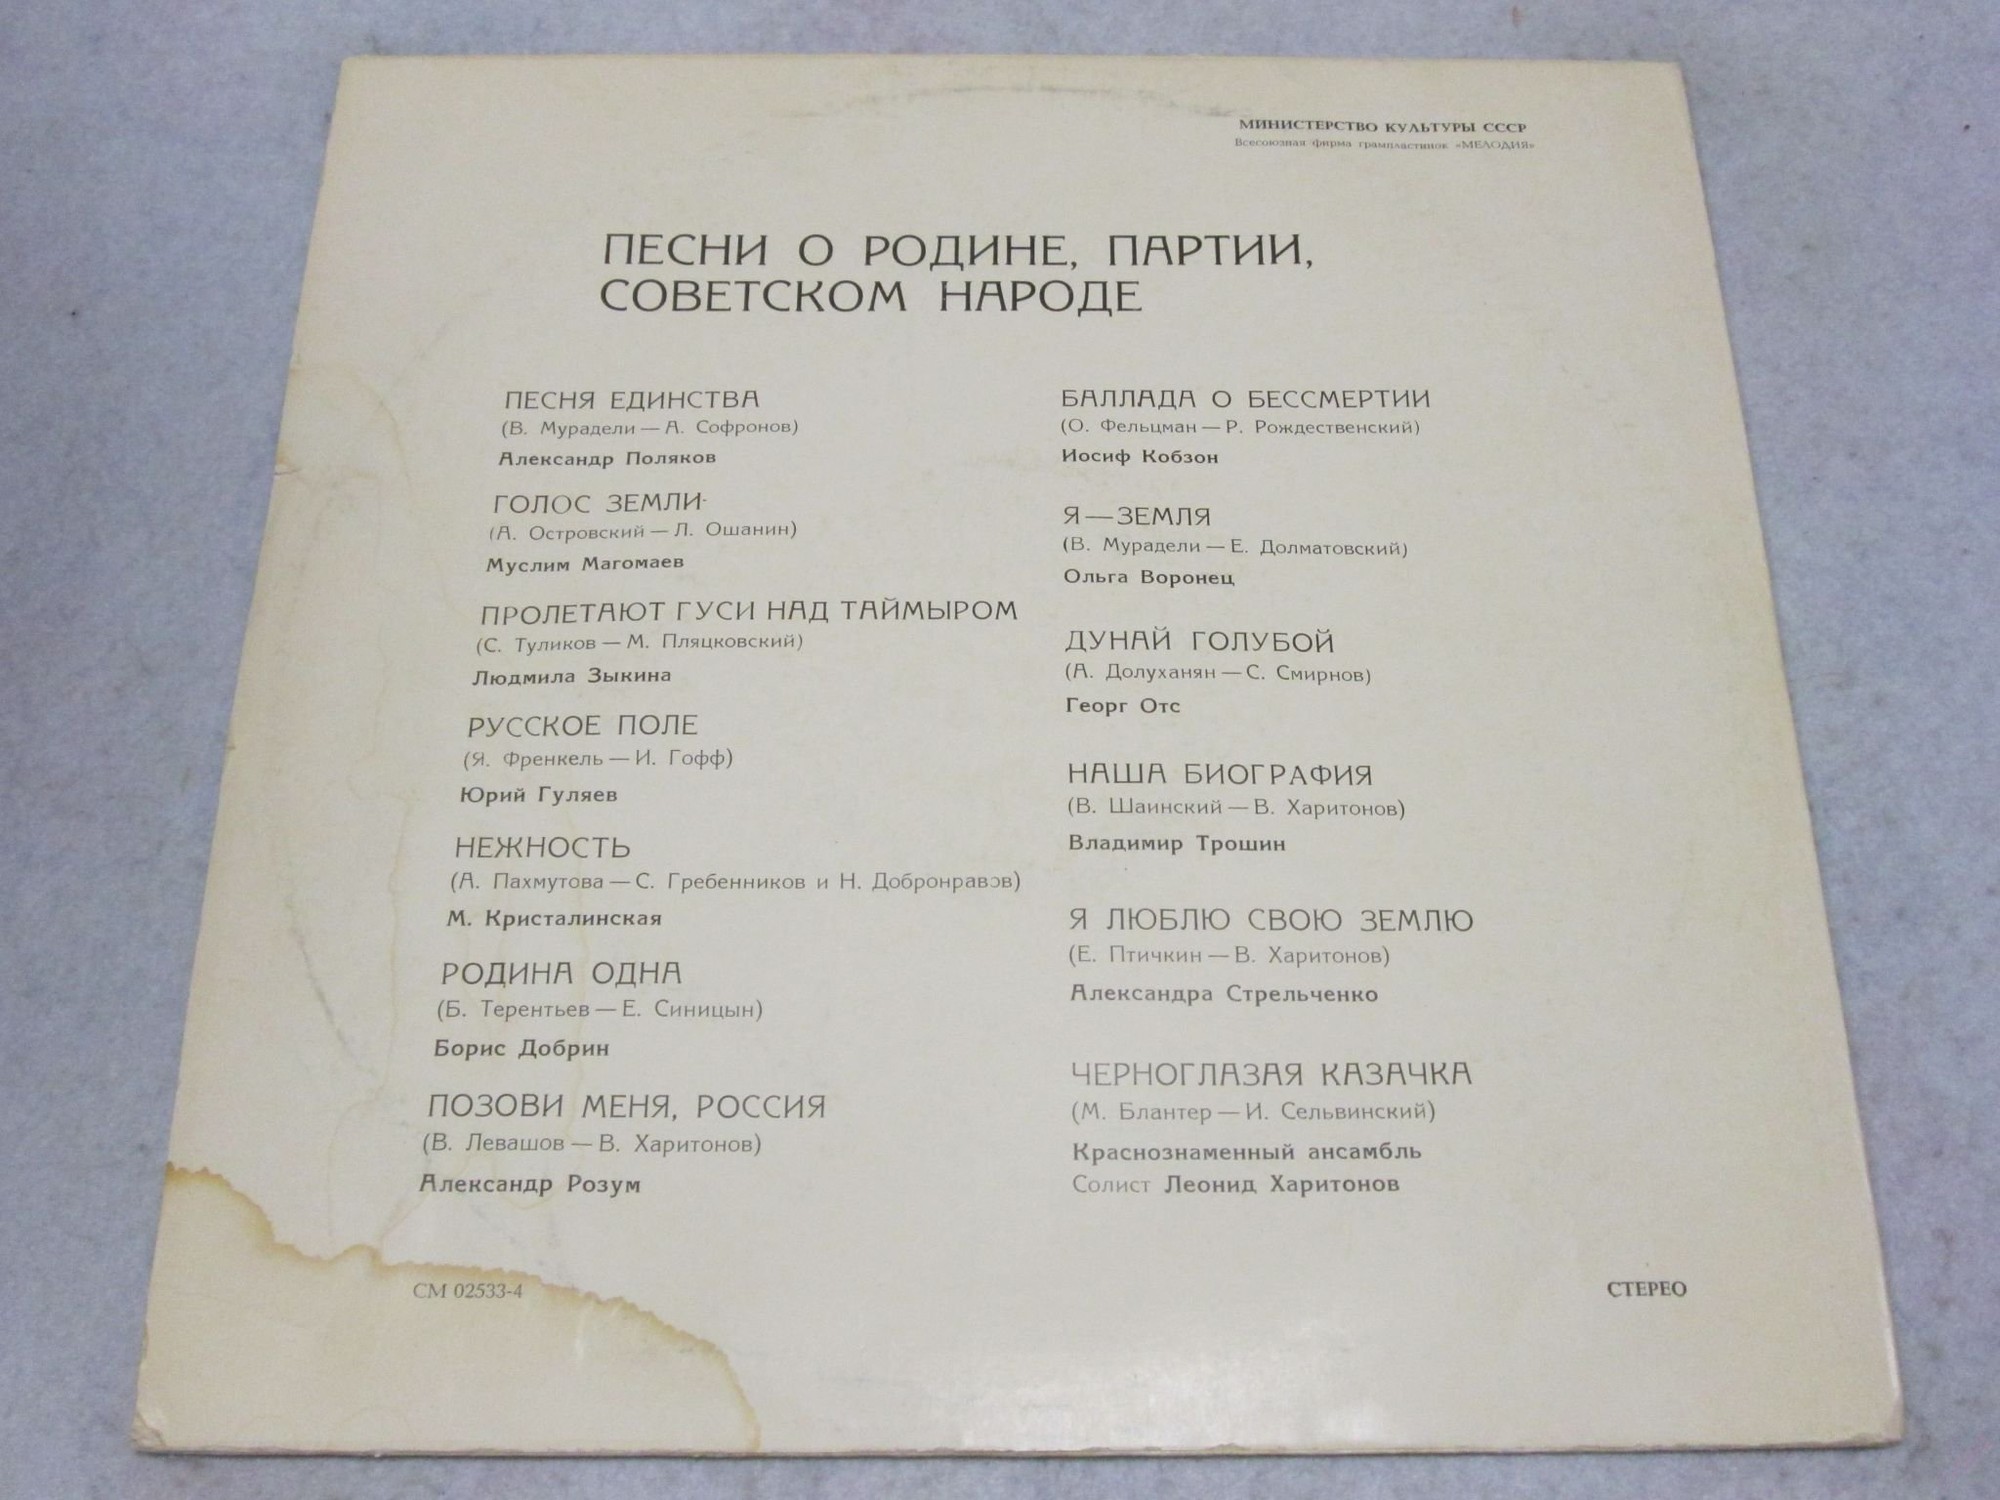 МИНИСТЕРСТВО КУЛЬТУРЫ СССР
Всесоюзная фирма грампластинок «МЕЛОДИЯ»
ПЕСНИ О РОДИНЕ, ПАРТИИ,
СОВЕТСКОМ НАРОДЕ
ПЕСНЯ ЕДИНСТВА
(В. Мурадели — А. Софронов)
Александр Поляков
ГОЛОС ЗЕМЛИ
(А. Островский — Л. Ошанин)
Муслим Магомаев
ПРОЛЕТАЮТ ГУСИ НАД ТАЙМЫРОМ
(С. Туликов — М. Пляцковский)
Людмила Зыкина
РУССКОЕ ПОЛЕ
(Я. Френкель — И. Гофф)
Юрий Гуляев
НЕЖНОСТЬ
(А. Пахмутова — С. Гребенников и Н. Добронравов)
М. Кристалинская
РОДИНА ОДНА
(Б. Терентьев — Е. Синицын)
Борис Добрин
ПОЗОВИ МЕНЯ, РОССИЯ
(В. Левашов — В. Харитонов)
Александр Розум
БАЛЛАДА О БЕССМЕРТИИ
(О. Фельцман — Р. Рождественский)
Иосиф Кобзон
Я — ЗЕМЛЯ
(В. Мурадели — Е. Долматовский)
Ольга Воронец
ДУНАЙ ГОЛУБОЙ
(А. Долуханян — С. Смирнов)
Георг Отс
НАША БИОГРАФИЯ
(В. Шаинский — В. Харитонов)
Владимир Трошин
Я ЛЮБЛЮ СВОЮ ЗЕМЛЮ
(Е. Птичкин — В. Харитонов)
Александра Стрельченко
ЧЕРНОГЛАЗАЯ КАЗАЧКА
(М. Блантер — И. Сельвинский)
Краснознаменный ансамбль
Солист Леонид Харитонов
СМ 02533-4
СТЕРЕО